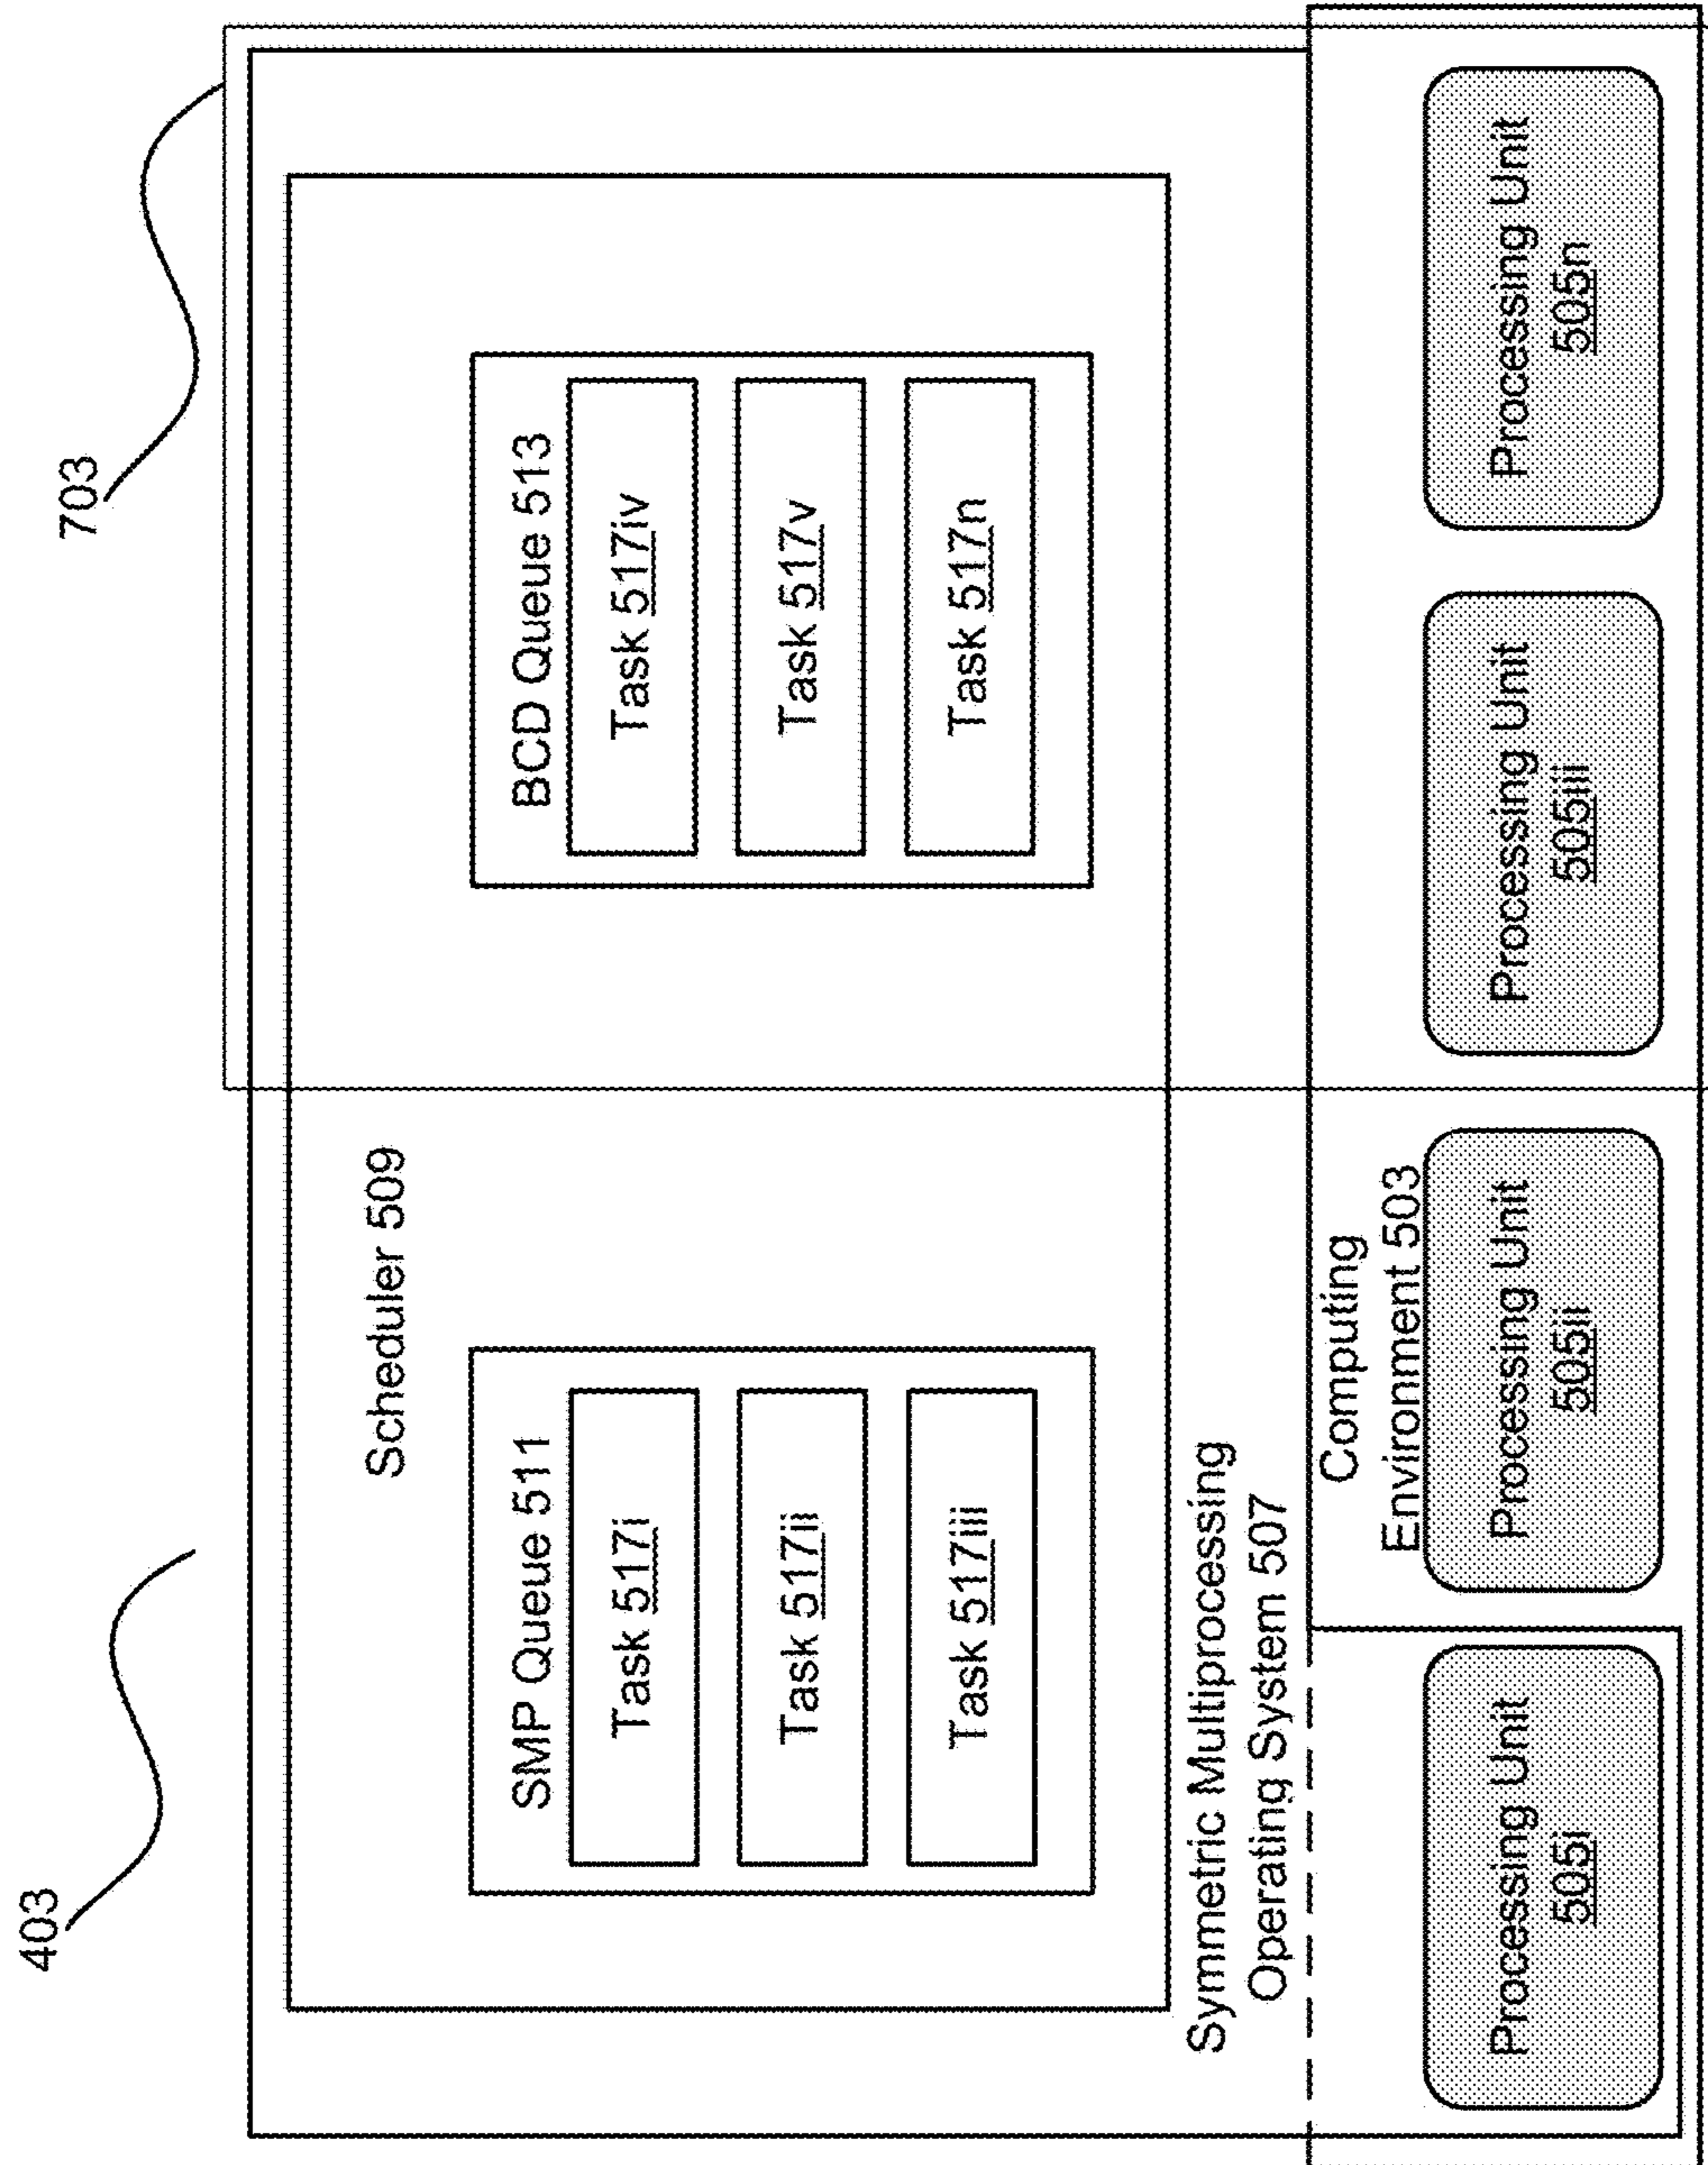 403
703
Scheduler 509
SMP Queue 511
Task 517i
Task 517ii
Task 517iii
BCD Queue 513
Task 517iv
Task 517v
Task 517n
Symmetric Multiprocessing
Operating System 507
Computing
Environment 503
Processing Unit
505i
Processing Unit
505ii
Processing Unit
505iii
Processing Unit
505n